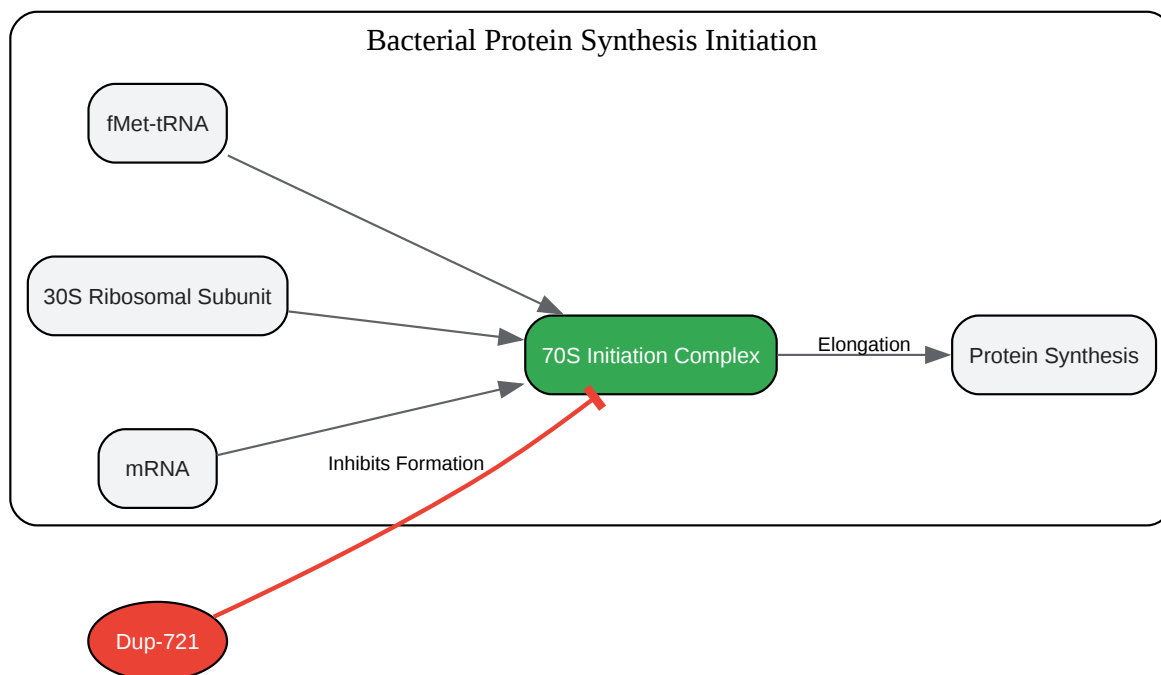 Bacterial Protein Synthesis Initiation
fMet-tRNA
30S Ribosomal Subunit
70S Initiation Complex
Elongation
Protein Synthesis
mRNA
Inhibits Formation
Dup-721